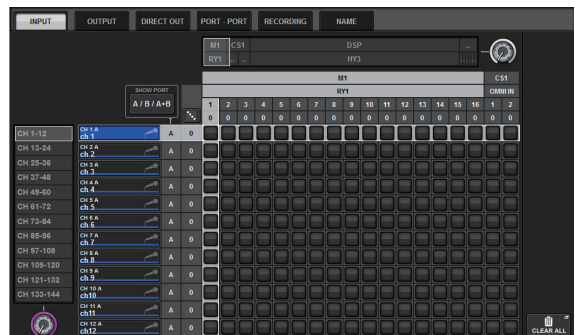 INPUT OUTPUT DIRECT OUT PORT - PORT RECORDING NAME
M1 CS1 DSP ..
RY1 .. .. HY3
M1 CS1
SHOW PORT RY1 OMNI IN
A / B / A+B 1 2 3 4 5 6 7 8 9 10 11 12 13 14 15 16 1 2
0 0 0 0 0 0 0 0 0 0 0 0 0 0 0 0 0 0
CH 1-12 CH 1 A A 0
ch 1
CH 13-24 CH 2 A A 0
ch 2
CH 25-36 CH 3 A A 0
ch 3
CH 37-48 CH 4 A A 0
ch 4
CH 49-60 CH 5 A A 0
ch 5
CH 61-72 CH 6 A A 0
ch 6
CH 73-84 CH 7 A A 0
ch 7
CH 85-96 CH 8 A A 0
ch 8
CH 97-108 CH 9 A A 0
ch 9
CH 109-120 CH 10 A A 0
ch10
CH 121-132 CH 11 A A 0
ch11
CH 133-144 CH 12 A A 0
ch12
CLEAR ALL